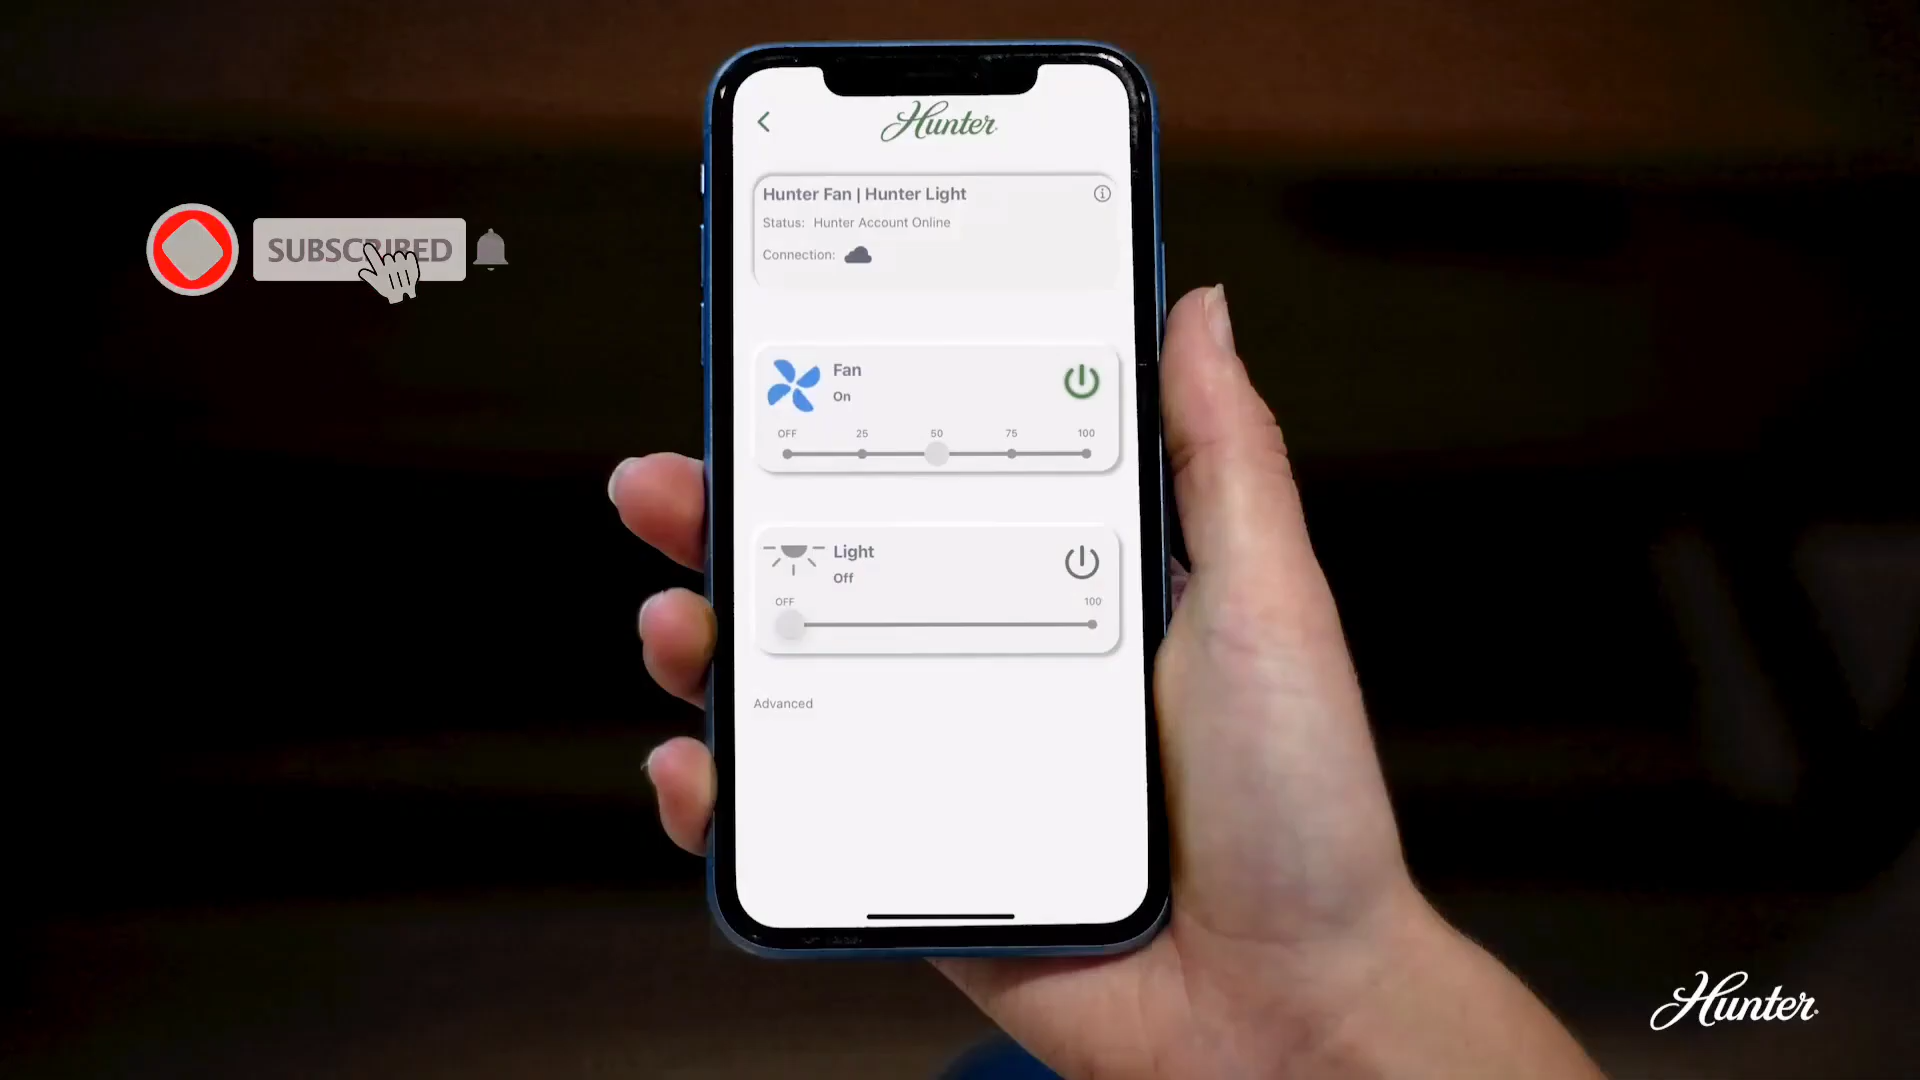 Hunter
Hunter Fan | Hunter Light
Status: Hunter Account Online
Connection:
SUBSCRIBED
Fan
On
OFF 25 50 75 100
Light
Off
OFF 100
Advanced
Hunter